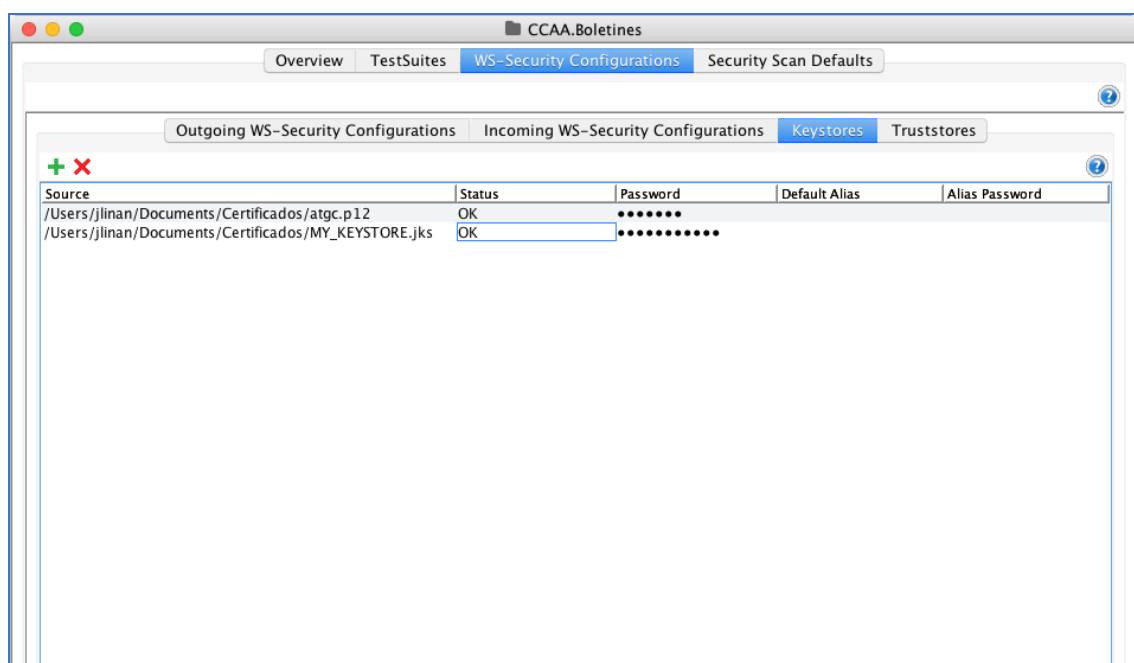 CCAA.Boletines
Overview TestSuites WS-Security Configurations Security Scan Defaults
Outgoing WS-Security Configurations Incoming WS-Security Configurations Keystores Truststores
Source Status Password Default Alias Alias Password
/Users/jlinan/Documents/Certificados/atgc.p12 OK •••••••
/Users/jlinan/Documents/Certificados/MY_KEYSTORE.jks OK •••••••••••